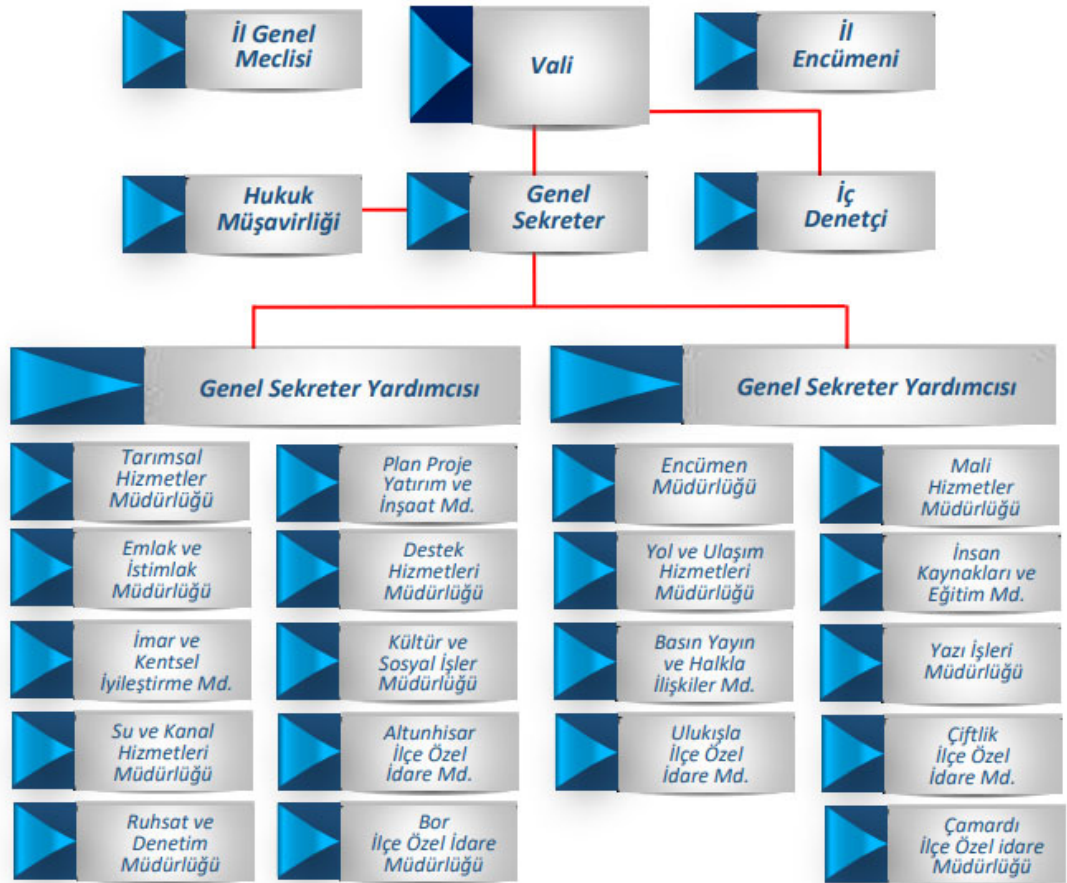 İl Genel
Meclisi
Vali
İl
Encümeni
Hukuk
Müşavirliği
Genel
Sekreter
İç
Denetçi
Genel Sekreter Yardımcısı
Genel Sekreter Yardımcısı
Tarımsal
Hizmetler
Müdürlüğü
Plan Proje
Yatırım ve
İnşaat Md.
Encümen
Müdürlüğü
Mali
Hizmetler
Müdürlüğü
Emlak ve
İstimlak
Müdürlüğü
Destek
Hizmetleri
Müdürlüğü
Yol ve Ulaşım
Hizmetleri
Müdürlüğü
İnsan
Kaynakları ve
Eğitim Md.
İmar ve
Kentsel
İyileştirme Md.
Kültür ve
Sosyal İşler
Müdürlüğü
Basın Yayın
ve Halkla
İlişkiler Md.
Yazı İşleri
Müdürlüğü
Su ve Kanal
Hizmetleri
Müdürlüğü
Altunhisar
İlçe Özel
İdare Md.
Ulukışla
İlçe Özel
İdare Md.
Çiftlik
İlçe Özel
İdare Md.
Ruhsat ve
Denetim
Müdürlüğü
Bor
İlçe Özel İdare
Müdürlüğü
Çamardı
İlçe Özel idare
Müdürlüğü